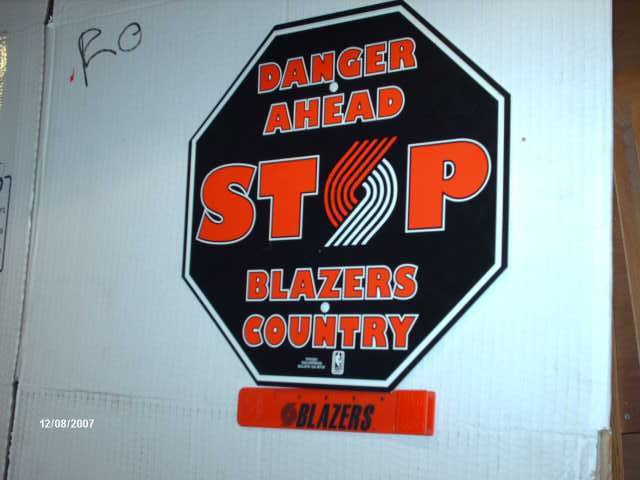 RO
DANGER
AHEAD
STOP
BLAZERS
COUNTRY
BLAZERS
12/08/2007